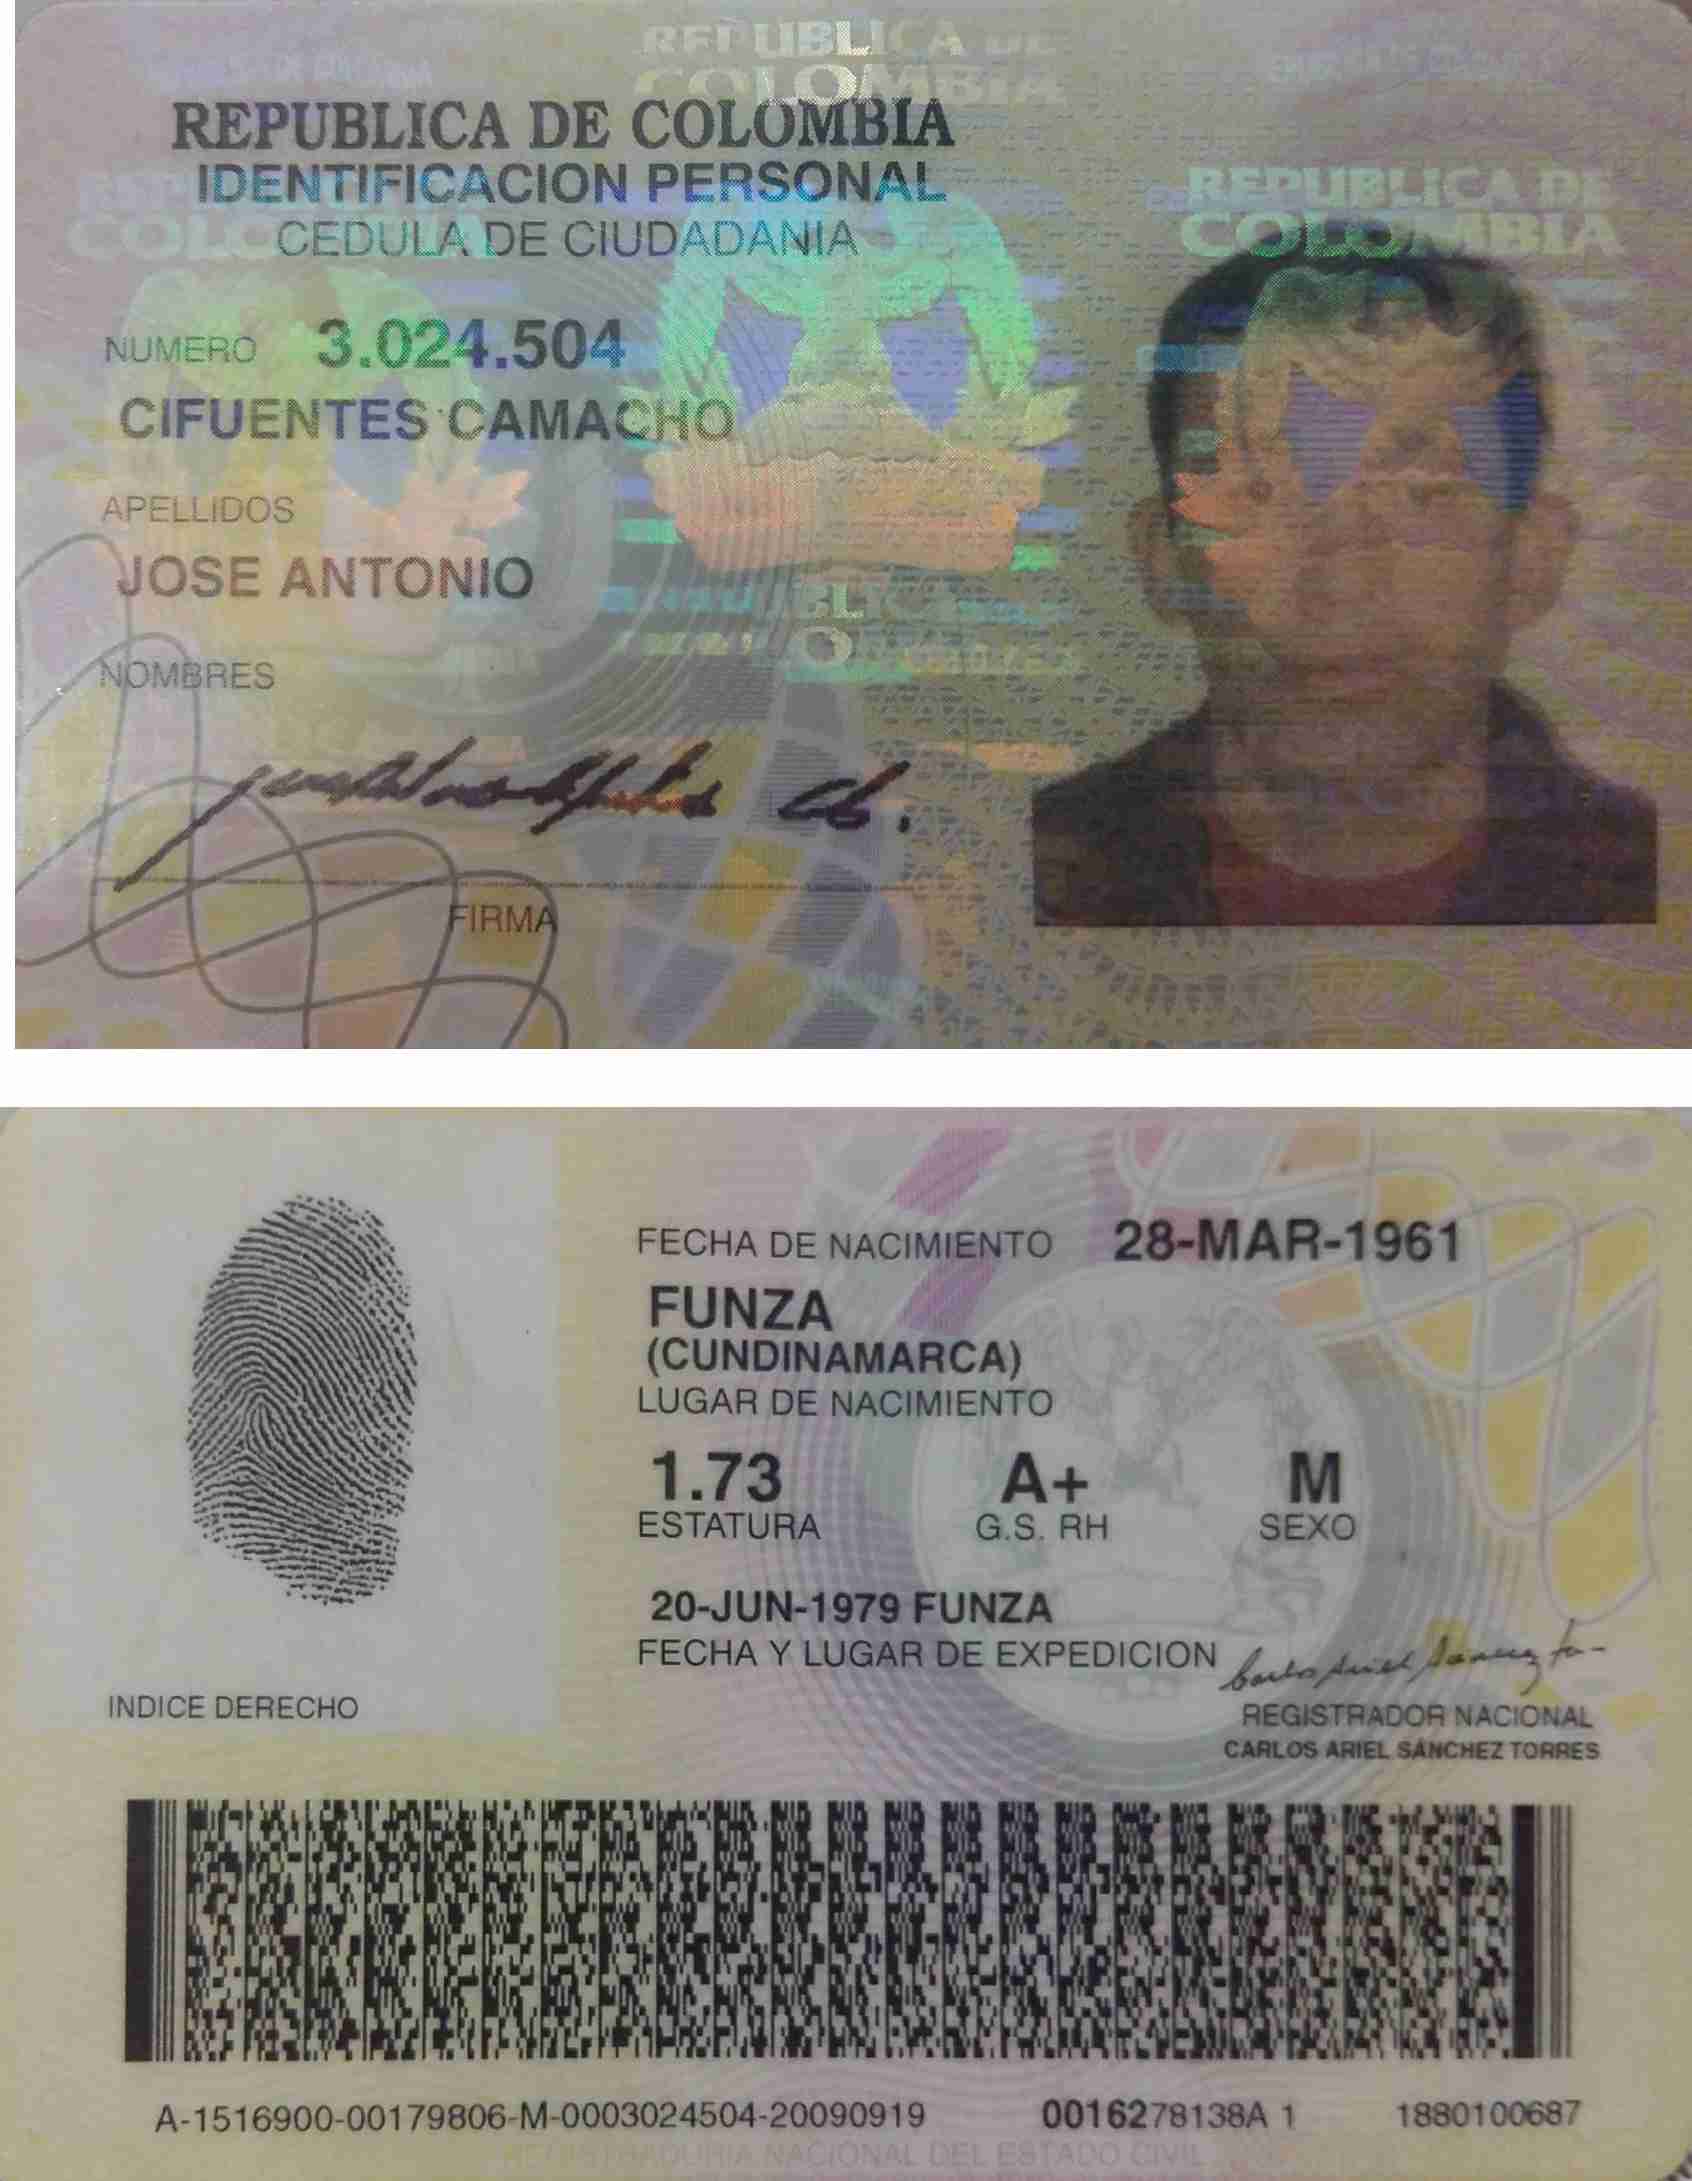 REPUBLICA DE
COLOMBIA
REPUBLICA DE COLOMBIA
IDENTIFICACION PERSONAL
CEDULA DE CIUDADANIA
REPUBLICA DE
COLOMBIA
NUMERO 3.024.504
CIFUENTES CAMACHO
APELLIDOS
JOSE ANTONIO
NOMBRES
FIRMA
FECHA DE NACIMIENTO 28-MAR-1961
FUNZA
(CUNDINAMARCA)
LUGAR DE NACIMIENTO
1.73 A+ M
ESTATURA G.S. RH SEXO
20-JUN-1979 FUNZA
FECHA Y LUGAR DE EXPEDICION
INDICE DERECHO
REGISTRADOR NACIONAL
CARLOS ARIEL SÁNCHEZ TORRES
A-1516900-00179806-M-0003024504-20090919 0016278138A 1 1880100687
REGISTRADURIA NACIONAL DEL ESTADO CIVIL